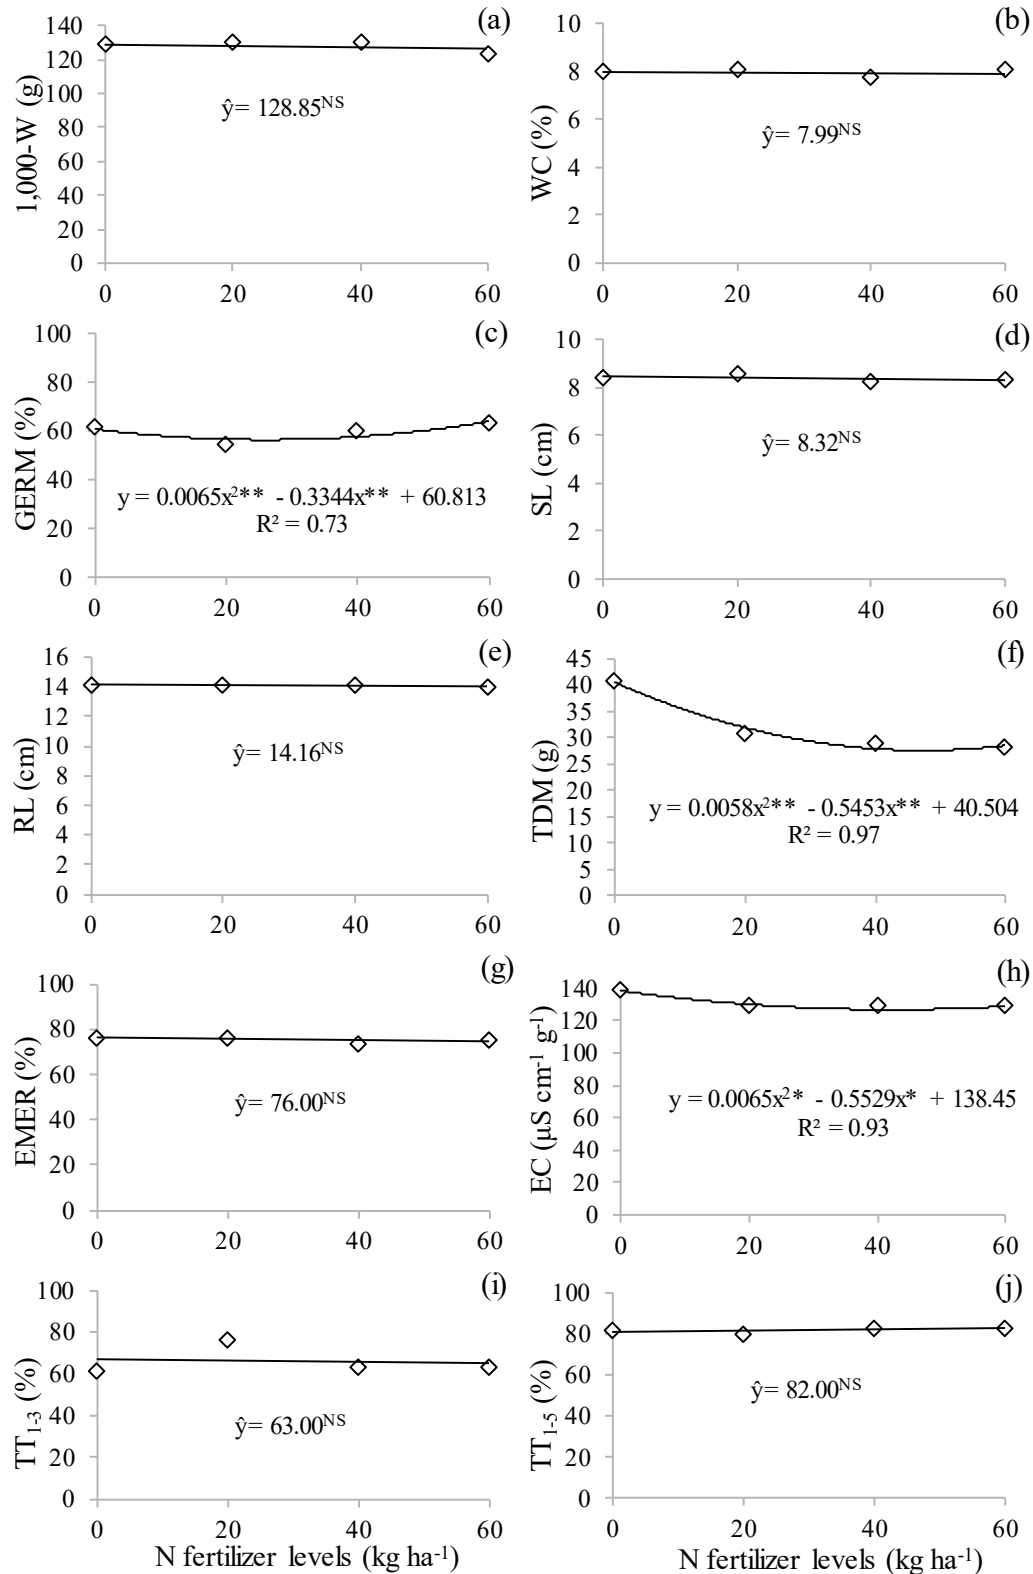 (a)
1,000-W (g)
140
120
100
80
60
40
20
0
ŷ= 128.85ᴺˢ
0 20 40 60
(b)
WC (%)
10
8
6
4
2
0
ŷ= 7.99ᴺˢ
0 20 40 60
(c)
GERM (%)
100
80
60
40
20
0
y = 0.0065x²** - 0.3344x** + 60.813
R² = 0.73
0 20 40 60
(d)
SL (cm)
10
8
6
4
2
0
ŷ= 8.32ᴺˢ
0 20 40 60
(e)
RL (cm)
16
14
12
10
8
6
4
2
0
ŷ= 14.16ᴺˢ
0 20 40 60
(f)
TDM (g)
45
40
35
30
25
20
15
10
5
0
y = 0.0058x²** - 0.5453x** + 40.504
R² = 0.97
0 20 40 60
(g)
EMER (%)
100
80
60
40
20
0
ŷ= 76.00ᴺˢ
0 20 40 60
(h)
EC (µS cm⁻¹ g⁻¹)
140
120
100
80
60
40
20
0
y = 0.0065x²* - 0.5529x* + 138.45
R² = 0.93
0 20 40 60
(i)
TT₁₋₃ (%)
100
80
60
40
20
0
ŷ= 63.00ᴺˢ
0 20 40 60
N fertilizer levels (kg ha⁻¹)
(j)
TT₁₋₅ (%)
100
80
60
40
20
0
ŷ= 82.00ᴺˢ
0 20 40 60
N fertilizer levels (kg ha⁻¹)